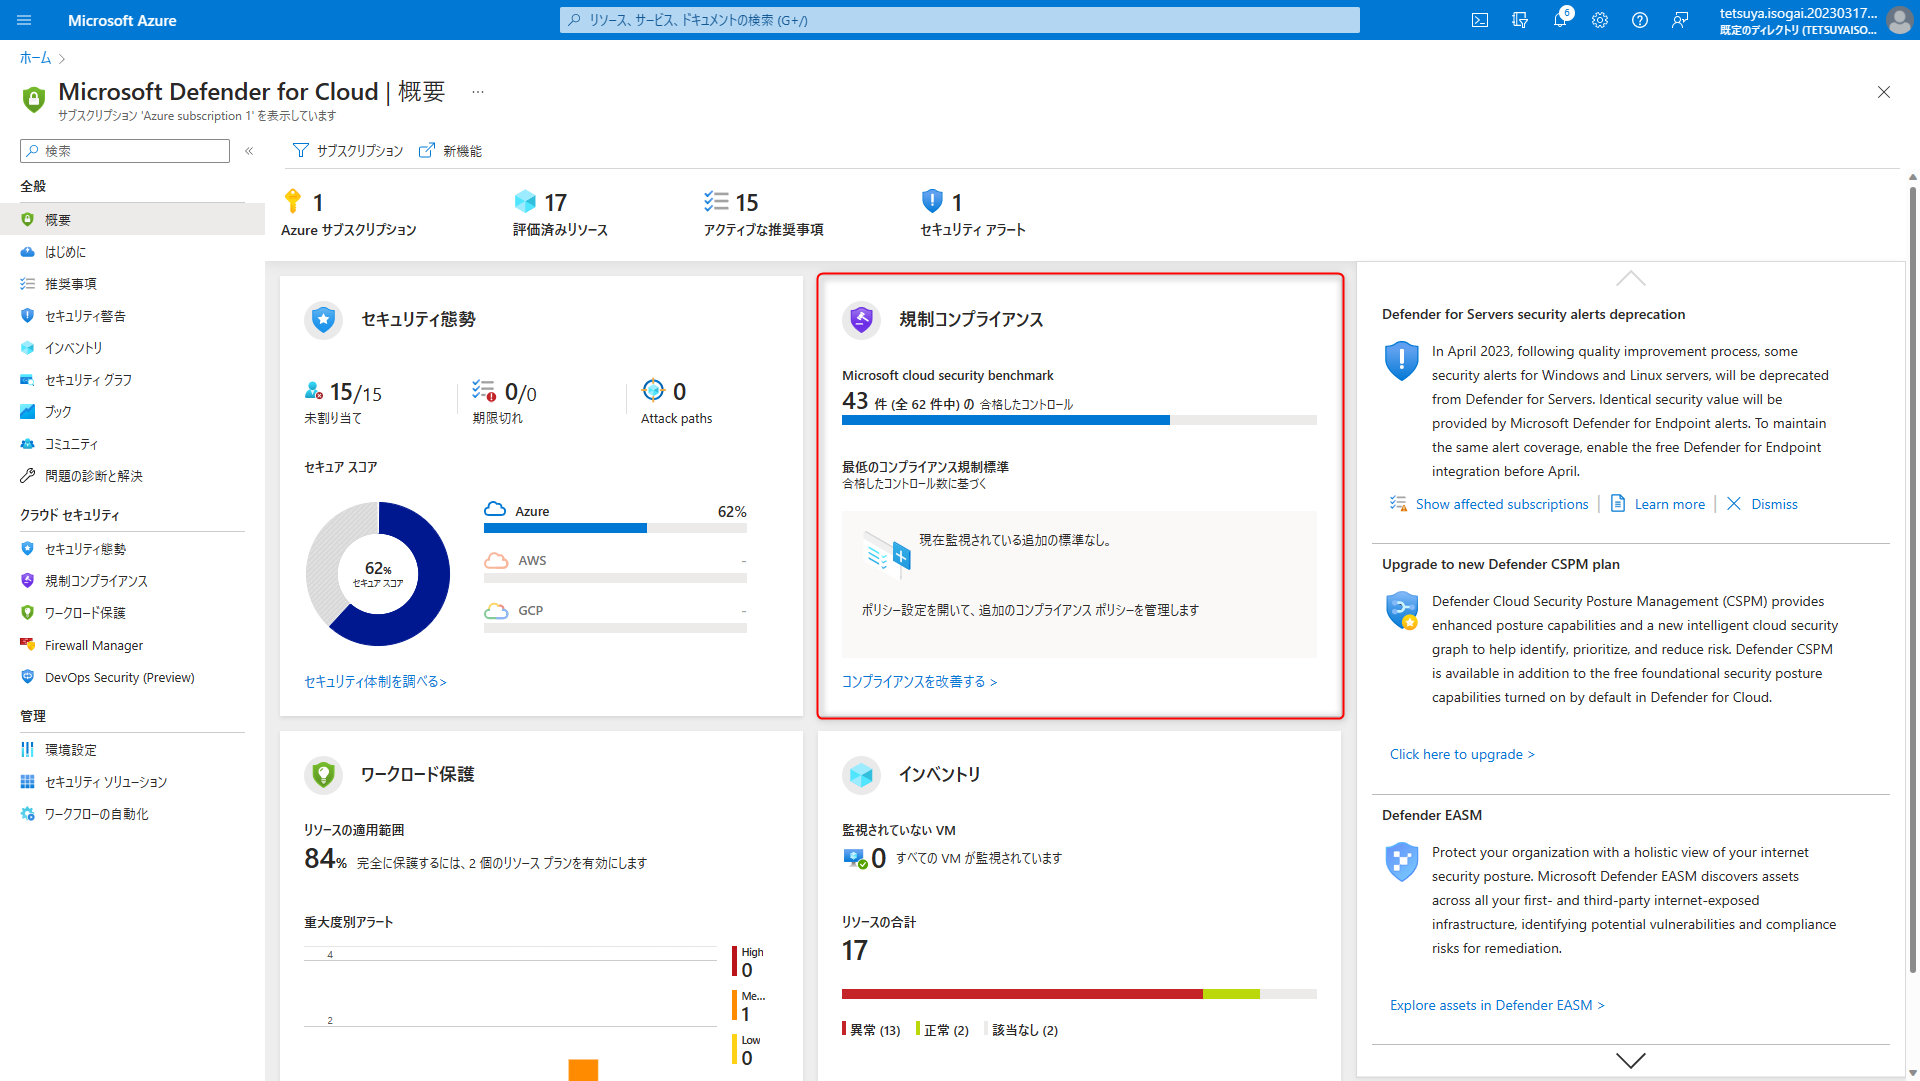 Microsoft Azure
リソース、サービス、ドキュメントの検索 (G+/)
6
tetsuya.isogai.20230317...
既定のディレクトリ (TETSUYAISO...
ホーム
Microsoft Defender for Cloud | 概要 ...
サブスクリプション 'Azure subscription 1' を表示しています
検索
«
サブスクリプション
新機能
全般
概要
はじめに
推奨事項
セキュリティ警告
インベントリ
セキュリティ グラフ
ブック
コミュニティ
問題の診断と解決
クラウド セキュリティ
セキュリティ態勢
規制コンプライアンス
ワークロード保護
Firewall Manager
DevOps Security (Preview)
管理
環境設定
セキュリティ ソリューション
ワークフローの自動化
1
Azure サブスクリプション
17
評価済みリソース
15
アクティブな推奨事項
1
セキュリティ アラート
セキュリティ態勢
15/15
未割り当て
0/0
期限切れ
0
Attack paths
セキュア スコア
62%
セキュア スコア
Azure 62%
AWS -
GCP -
セキュリティ体制を調べる>
規制コンプライアンス
Microsoft cloud security benchmark
43 件 (全 62 件中) の 合格したコントロール
最低のコンプライアンス規制標準
合格したコントロール数に基づく
現在監視されている追加の標準なし。
ポリシー設定を開いて、追加のコンプライアンス ポリシーを管理します
コンプライアンスを改善する >
ワークロード保護
リソースの適用範囲
84% 完全に保護するには、2 個のリソース プランを有効にします
重大度別アラート
4
2
High
0
Me...
1
Low
0
インベントリ
監視されていない VM
0 すべての VM が監視されています
リソースの合計
17
異常 (13) 正常 (2) 該当なし (2)
Defender for Servers security alerts deprecation
In April 2023, following quality improvement process, some
security alerts for Windows and Linux servers, will be deprecated
from Defender for Servers. Identical security value will be
provided by Microsoft Defender for Endpoint alerts. To maintain
the same alert coverage, enable the free Defender for Endpoint
integration before April.
Show affected subscriptions | Learn more | Dismiss
Upgrade to new Defender CSPM plan
Defender Cloud Security Posture Management (CSPM) provides
enhanced posture capabilities and a new intelligent cloud security
graph to help identify, prioritize, and reduce risk. Defender CSPM
is available in addition to the free foundational security posture
capabilities turned on by default in Defender for Cloud.
Click here to upgrade >
Defender EASM
Protect your organization with a holistic view of your internet
security posture. Microsoft Defender EASM discovers assets
across all your first- and third-party internet-exposed
infrastructure, identifying potential vulnerabilities and compliance
risks for remediation.
Explore assets in Defender EASM >